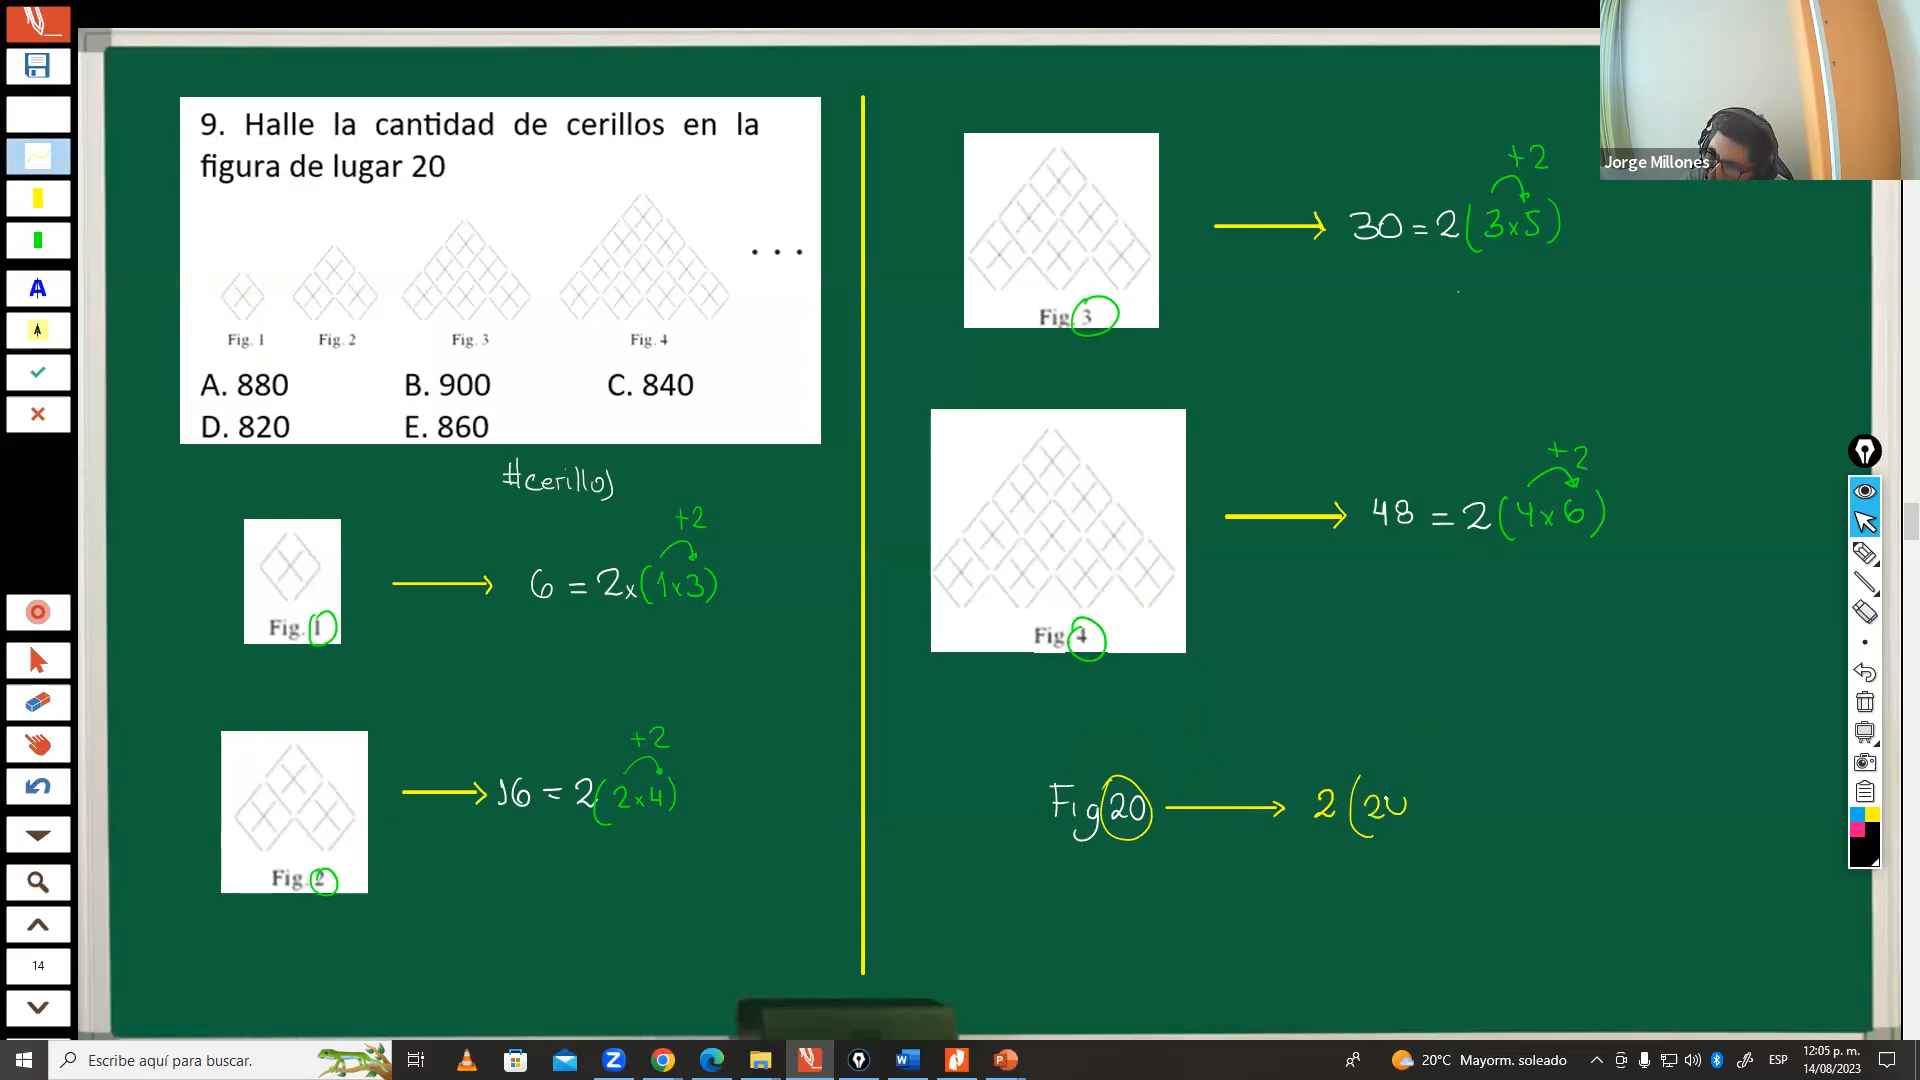 9. Halle la cantidad de cerillos en la
figura de lugar 20
. . .
Fig. 1 Fig. 2 Fig. 3 Fig. 4
A. 880 B. 900 C. 840
D. 820 E. 860
#cerillos
+2
6 = 2x(1x3)
Fig. 1
+2
16 = 2(2x4)
Fig. 2
+2
30 = 2(3x5)
Fig. 3
+2
48 = 2(4x6)
Fig 4
Fig 20 2(20
Jorge Millones
A
14
Escribe aquí para buscar.
20°C Mayorm. soleado
ESP
12:05 p. m.
14/08/2023